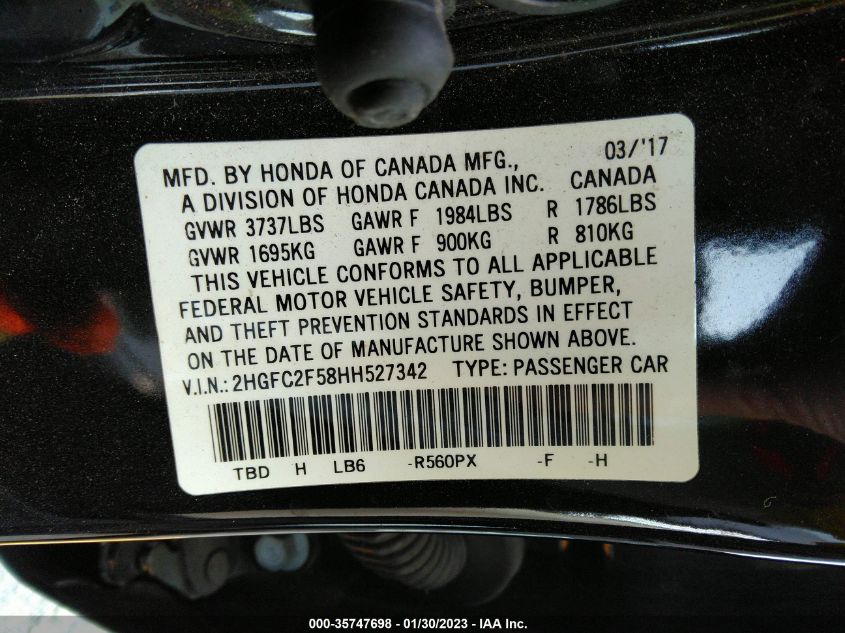 MFD. BY HONDA OF CANADA MFG., 03/'17
A DIVISION OF HONDA CANADA INC. CANADA
GVWR 3737LBS GAWR F 1984LBS R 1786LBS
GVWR 1695KG GAWR F 900KG R 810KG
THIS VEHICLE CONFORMS TO ALL APPLICABLE
FEDERAL MOTOR VEHICLE SAFETY, BUMPER,
AND THEFT PREVENTION STANDARDS IN EFFECT
ON THE DATE OF MANUFACTURE SHOWN ABOVE.
V.I.N.: 2HGFC2F58HH527342 TYPE: PASSENGER CAR
TBD H LB6 -R560PX -F -H
000-35747698 - 01/30/2023 - IAA Inc.